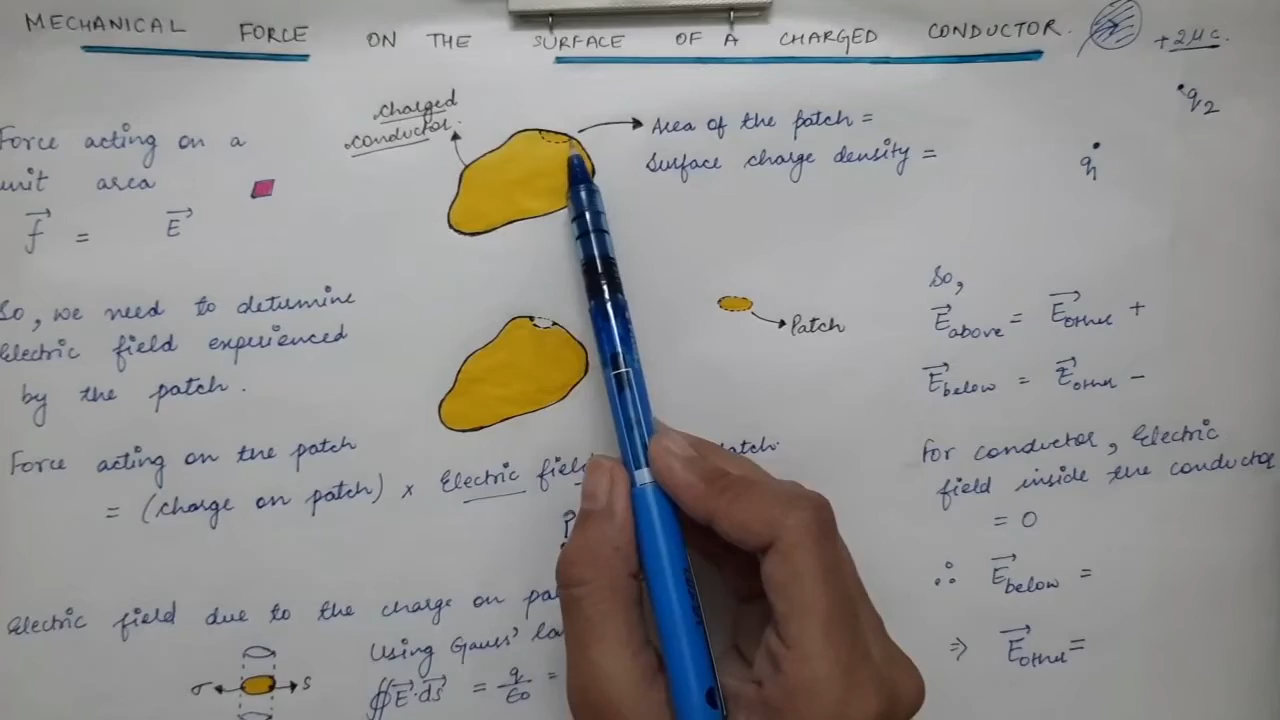 MECHANICAL FORCE ON THE SURFACE OF A CHARGED CONDUCTOR.
+2μc.
q2
q1
charged
conductor.
Area of the patch =
Surface charge density =
Force acting on a
unit area
f⃗ = E⃗
So, we need to determine
Electric field experienced
by the patch.
Patch
So,
E⃗above = E⃗other +
E⃗below = E⃗other −
Force acting on the patch
= (charge on patch) × Electric field patch.
For conductor, Electric
field inside the conductor
= 0
∴ E⃗below =
⇒ E⃗other =
Electric field due to the charge on
Using Gauss'
σ S
∯E⃗.ds⃗ = q/ε0 =